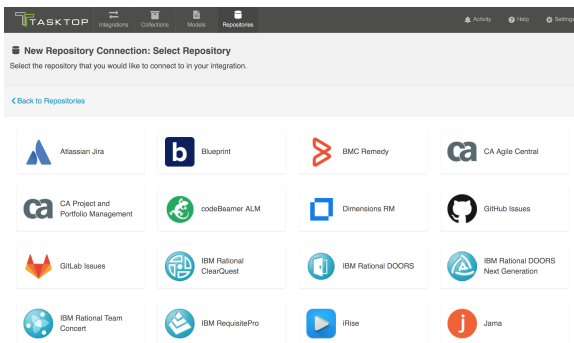 TASKTOP
Integrations
Collections
Models
Repositories
Activity
Help
Settings
New Repository Connection: Select Repository
Select the repository that you would like to connect to in your integration.
Back to Repositories
Atlassian Jira
b
Blueprint
BMC Remedy
ca
CA Agile Central
ca
CA Project and
Portfolio Management
codeBeamer ALM
Dimensions RM
GitHub Issues
GitLab Issues
IBM Rational
ClearQuest
IBM Rational DOORS
IBM Rational DOORS
Next Generation
IBM Rational Team
Concert
IBM RequisitePro
iRise
j
Jama